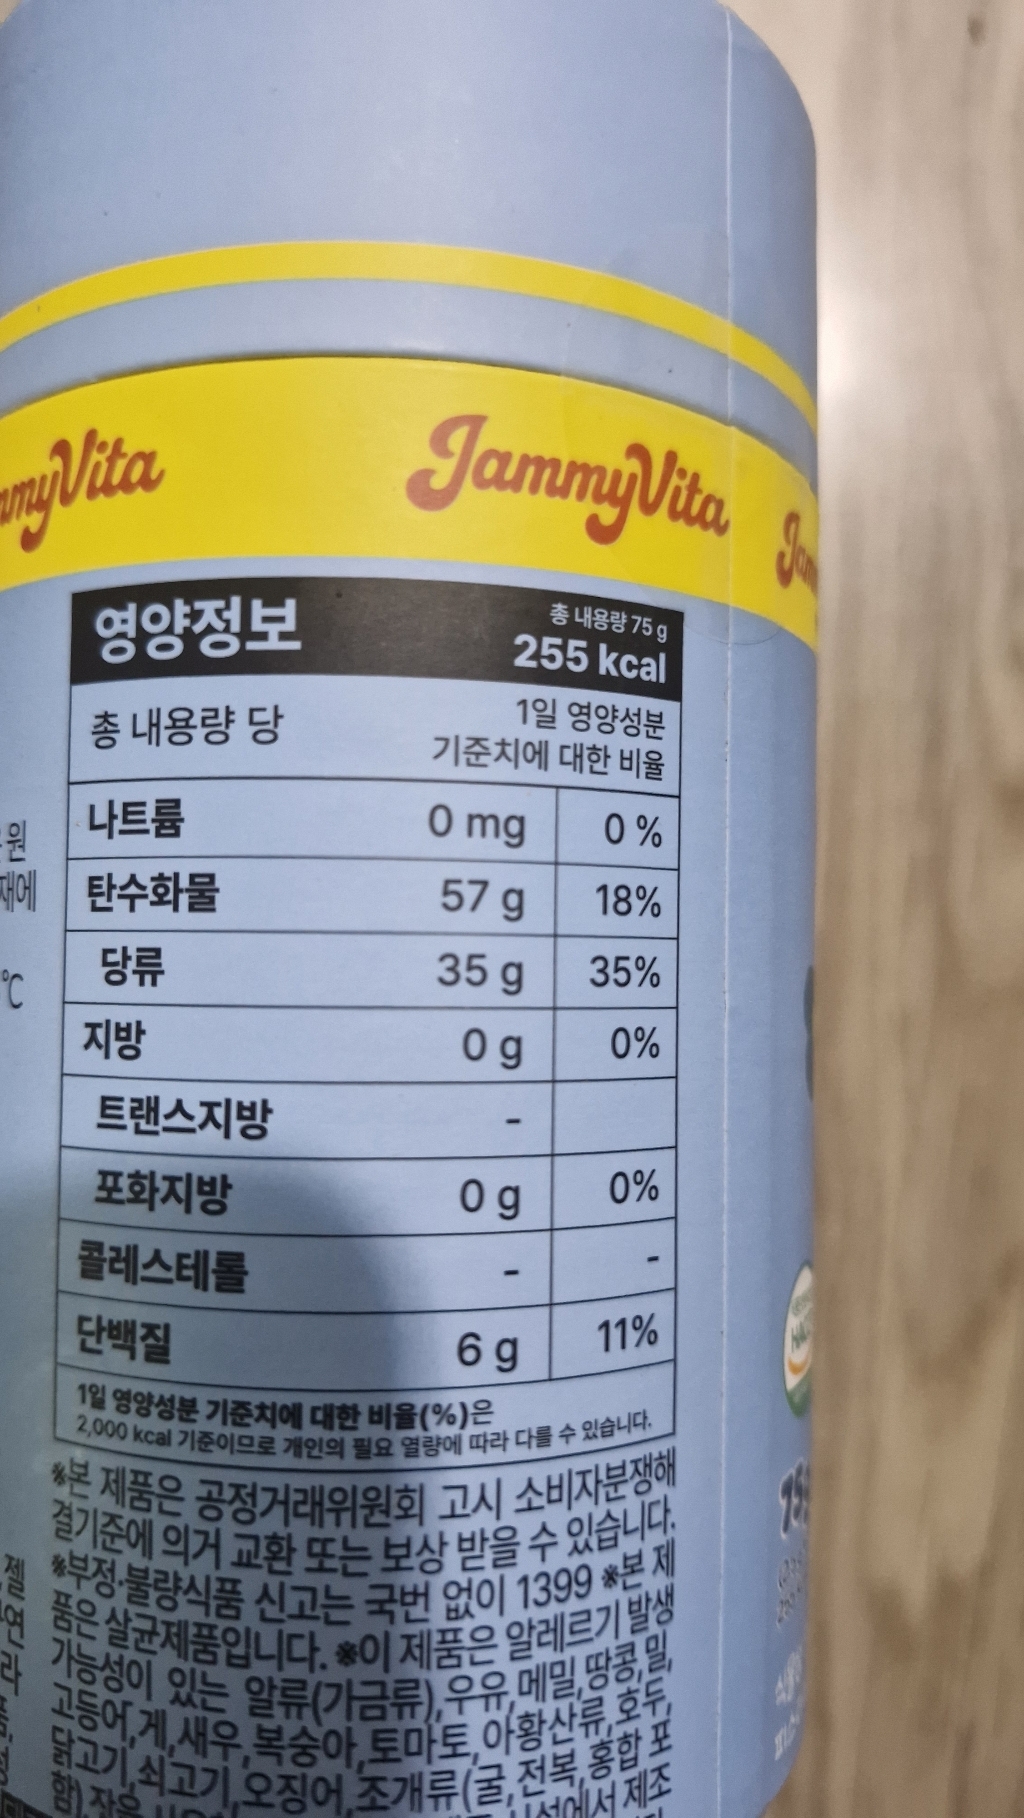 JammyVita
영양정보
총 내용량 75 g
255 kcal
총 내용량 당
1일 영양성분
기준치에 대한 비율
나트륨 0 mg 0 %
탄수화물 57 g 18%
당류 35 g 35%
지방 0 g 0%
트랜스지방 -
포화지방 0 g 0%
콜레스테롤 - -
단백질 6 g 11%
1일 영양성분 기준치에 대한 비율(%)은
2,000 kcal 기준이므로 개인의 필요 열량에 따라 다를 수 있습니다.
※본 제품은 공정거래위원회 고시 소비자분쟁해
결기준에 의거 교환 또는 보상 받을 수 있습니다.
※부정·불량식품 신고는 국번 없이 1399 ※본 제
품은 살균제품입니다. ※이 제품은 알레르기 발생
가능성이 있는 알류(가금류),우유,메밀,땅콩,밀,
고등어,게,새우,복숭아,토마토,아황산류,호두,
닭고기,쇠고기,오징어,조개류(굴,전복,홍합 포
함),잣을
제조